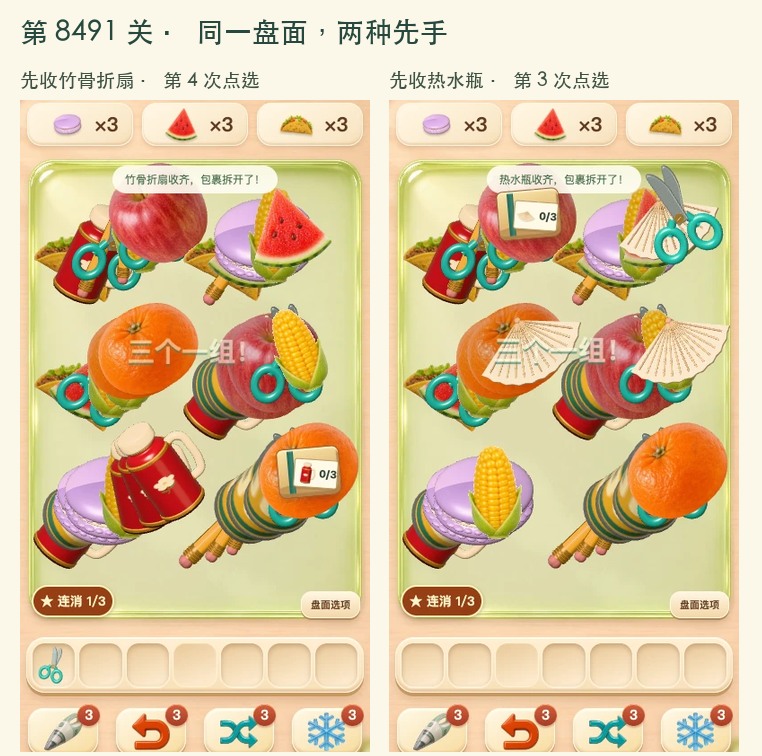 第 8491 关 · 同一盘面，两种先手
先收竹骨折扇 · 第 4 次点选
×3
×3
×3
竹骨折扇收齐，包裹拆开了！
三个一组！
0/3
★ 连消 1/3
盘面选项
3
3
3
3
先收热水瓶 · 第 3 次点选
×3
×3
×3
热水瓶收齐，包裹拆开了！
0/3
三个一组！
★ 连消 1/3
盘面选项
3
3
3
3